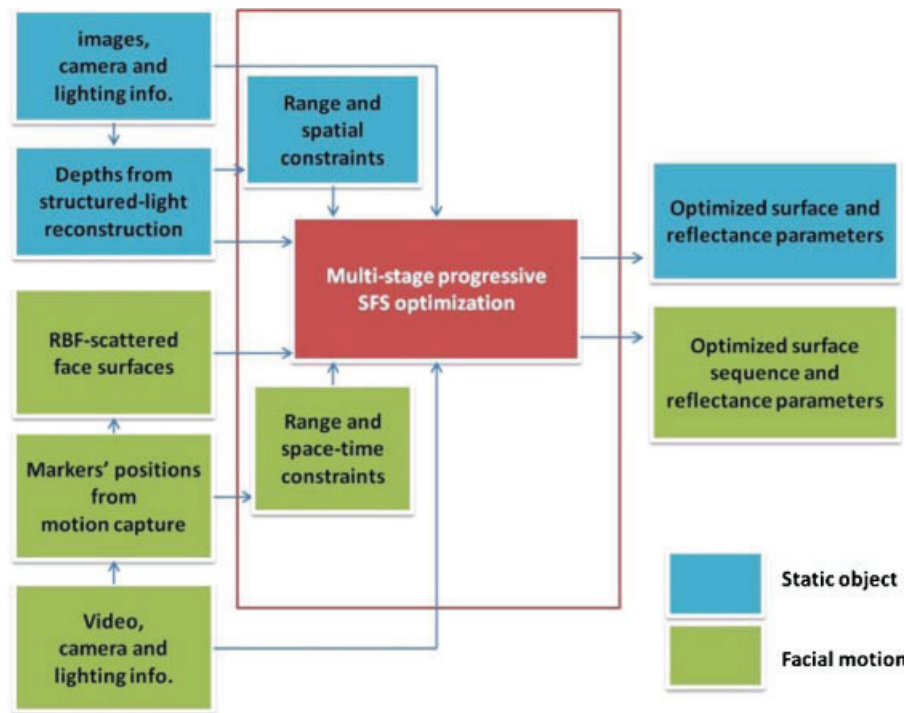 images,
camera and
lighting info.
Range and
spatial
constraints
Depths from
structured-light
reconstruction
Optimized surface and
reflectance parameters
Multi-stage progressive
SFS optimization
RBF-scattered
face surfaces
Optimized surface
sequence and
reflectance parameters
Range and
space-time
constraints
Markers' positions
from
motion capture
Video,
camera and
lighting info.
Static object
Facial motion